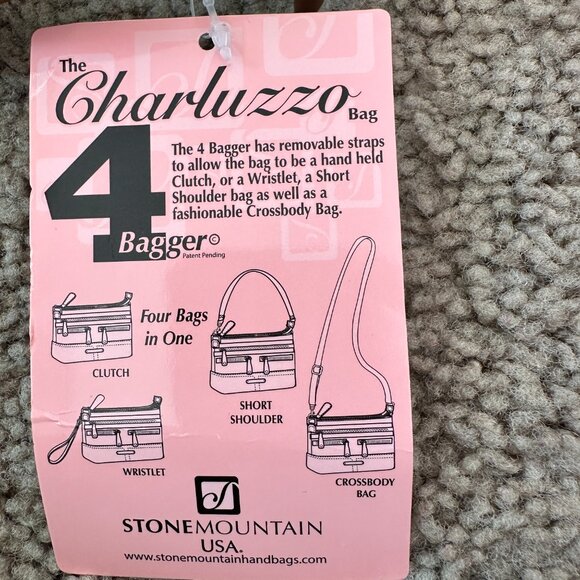 The
Charluzzo
Bag
4
Bagger©
Patent Pending
The 4 Bagger has removable straps
to allow the bag to be a hand held
Clutch, or a Wristlet, a Short
Shoulder bag as well as a
fashionable Crossbody Bag.
Four Bags
in One
CLUTCH
SHORT
SHOULDER
WRISTLET
CROSSBODY
BAG
STONEMOUNTAIN
USA.
www.stonemountainhandbags.com